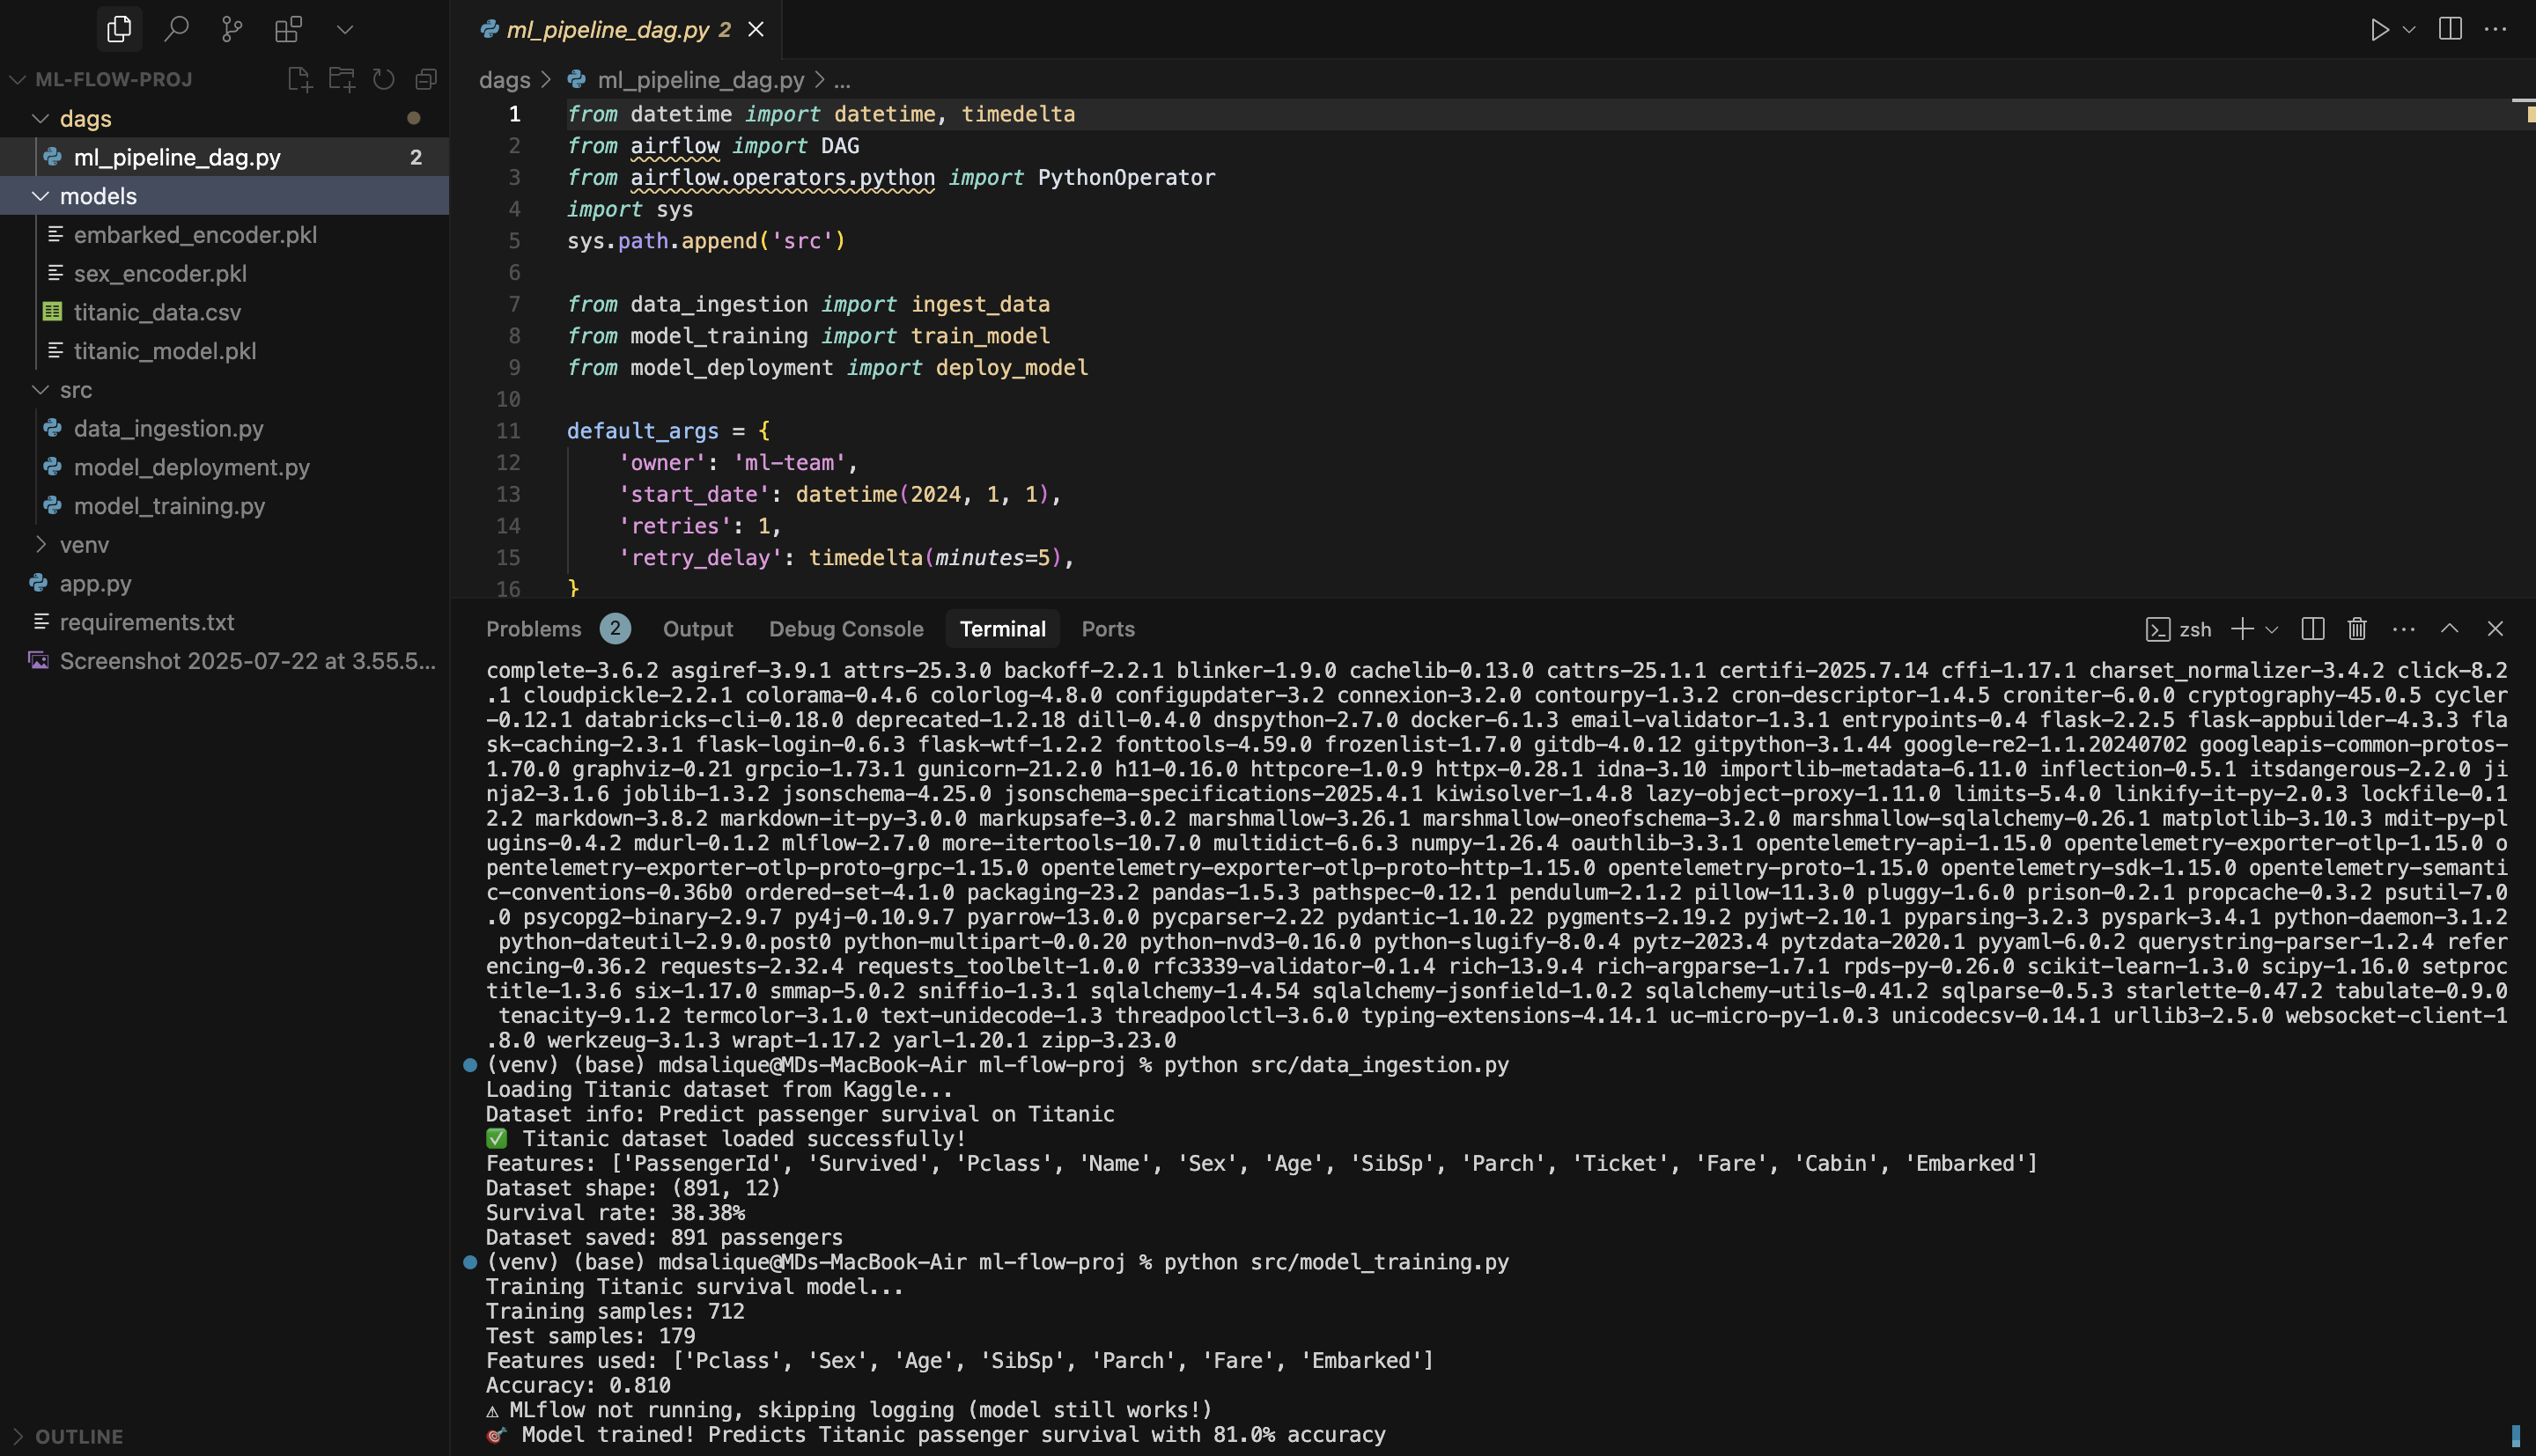 ML-FLOW-PROJ
dags
ml_pipeline_dag.py 2
models
embarked_encoder.pkl
sex_encoder.pkl
titanic_data.csv
titanic_model.pkl
src
data_ingestion.py
model_deployment.py
model_training.py
venv
app.py
requirements.txt
Screenshot 2025-07-22 at 3.55.5...
OUTLINE
ml_pipeline_dag.py 2
dags > ml_pipeline_dag.py > ...
1 from datetime import datetime, timedelta
2 from airflow import DAG
3 from airflow.operators.python import PythonOperator
4 import sys
5 sys.path.append('src')
6
7 from data_ingestion import ingest_data
8 from model_training import train_model
9 from model_deployment import deploy_model
10
11 default_args = {
12     'owner': 'ml-team',
13     'start_date': datetime(2024, 1, 1),
14     'retries': 1,
15     'retry_delay': timedelta(minutes=5),
16 }
Problems 2 Output Debug Console Terminal Ports zsh
complete-3.6.2 asgiref-3.9.1 attrs-25.3.0 backoff-2.2.1 blinker-1.9.0 cachelib-0.13.0 cattrs-25.1.1 certifi-2025.7.14 cffi-1.17.1 charset_normalizer-3.4.2 click-8.2
.1 cloudpickle-2.2.1 colorama-0.4.6 colorlog-4.8.0 configupdater-3.2 connexion-3.2.0 contourpy-1.3.2 cron-descriptor-1.4.5 croniter-6.0.0 cryptography-45.0.5 cycler
-0.12.1 databricks-cli-0.18.0 deprecated-1.2.18 dill-0.4.0 dnspython-2.7.0 docker-6.1.3 email-validator-1.3.1 entrypoints-0.4 flask-2.2.5 flask-appbuilder-4.3.3 fla
sk-caching-2.3.1 flask-login-0.6.3 flask-wtf-1.2.2 fonttools-4.59.0 frozenlist-1.7.0 gitdb-4.0.12 gitpython-3.1.44 google-re2-1.1.20240702 googleapis-common-protos-
1.70.0 graphviz-0.21 grpcio-1.73.1 gunicorn-21.2.0 h11-0.16.0 httpcore-1.0.9 httpx-0.28.1 idna-3.10 importlib-metadata-6.11.0 inflection-0.5.1 itsdangerous-2.2.0 ji
nja2-3.1.6 joblib-1.3.2 jsonschema-4.25.0 jsonschema-specifications-2025.4.1 kiwisolver-1.4.8 lazy-object-proxy-1.11.0 limits-5.4.0 linkify-it-py-2.0.3 lockfile-0.1
2.2 markdown-3.8.2 markdown-it-py-3.0.0 markupsafe-3.0.2 marshmallow-3.26.1 marshmallow-oneofschema-3.2.0 marshmallow-sqlalchemy-0.26.1 matplotlib-3.10.3 mdit-py-pl
ugins-0.4.2 mdurl-0.1.2 mlflow-2.7.0 more-itertools-10.7.0 multidict-6.6.3 numpy-1.26.4 oauthlib-3.3.1 opentelemetry-api-1.15.0 opentelemetry-exporter-otlp-1.15.0 o
pentelemetry-exporter-otlp-proto-grpc-1.15.0 opentelemetry-exporter-otlp-proto-http-1.15.0 opentelemetry-proto-1.15.0 opentelemetry-sdk-1.15.0 opentelemetry-semanti
c-conventions-0.36b0 ordered-set-4.1.0 packaging-23.2 pandas-1.5.3 pathspec-0.12.1 pendulum-2.1.2 pillow-11.3.0 pluggy-1.6.0 prison-0.2.1 propcache-0.3.2 psutil-7.0
.0 psycopg2-binary-2.9.7 py4j-0.10.9.7 pyarrow-13.0.0 pycparser-2.22 pydantic-1.10.22 pygments-2.19.2 pyjwt-2.10.1 pyparsing-3.2.3 pyspark-3.4.1 python-daemon-3.1.2
 python-dateutil-2.9.0.post0 python-multipart-0.0.20 python-nvd3-0.16.0 python-slugify-8.0.4 pytz-2023.4 pytzdata-2020.1 pyyaml-6.0.2 querystring-parser-1.2.4 refer
encing-0.36.2 requests-2.32.4 requests_toolbelt-1.0.0 rfc3339-validator-0.1.4 rich-13.9.4 rich-argparse-1.7.1 rpds-py-0.26.0 scikit-learn-1.3.0 scipy-1.16.0 setproc
title-1.3.6 six-1.17.0 smmap-5.0.2 sniffio-1.3.1 sqlalchemy-1.4.54 sqlalchemy-jsonfield-1.0.2 sqlalchemy-utils-0.41.2 sqlparse-0.5.3 starlette-0.47.2 tabulate-0.9.0
 tenacity-9.1.2 termcolor-3.1.0 text-unidecode-1.3 threadpoolctl-3.6.0 typing-extensions-4.14.1 uc-micro-py-1.0.3 unicodecsv-0.14.1 urllib3-2.5.0 websocket-client-1
.8.0 werkzeug-3.1.3 wrapt-1.17.2 yarl-1.20.1 zipp-3.23.0
(venv) (base) mdsalique@MDs-MacBook-Air ml-flow-proj % python src/data_ingestion.py
Loading Titanic dataset from Kaggle...
Dataset info: Predict passenger survival on Titanic
✅ Titanic dataset loaded successfully!
Features: ['PassengerId', 'Survived', 'Pclass', 'Name', 'Sex', 'Age', 'SibSp', 'Parch', 'Ticket', 'Fare', 'Cabin', 'Embarked']
Dataset shape: (891, 12)
Survival rate: 38.38%
Dataset saved: 891 passengers
(venv) (base) mdsalique@MDs-MacBook-Air ml-flow-proj % python src/model_training.py
Training Titanic survival model...
Training samples: 712
Test samples: 179
Features used: ['Pclass', 'Sex', 'Age', 'SibSp', 'Parch', 'Fare', 'Embarked']
Accuracy: 0.810
⚠ MLflow not running, skipping logging (model still works!)
🎯 Model trained! Predicts Titanic passenger survival with 81.0% accuracy